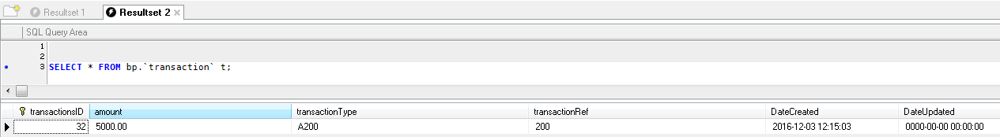 Resultset 1 Resultset 2
SQL Query Area
1
2
3 SELECT * FROM bp.`transaction` t;
transactionsID amount transactionType transactionRef DateCreated DateUpdated
32 5000.00 A200 200 2016-12-03 12:15:03 0000-00-00 00:00:00